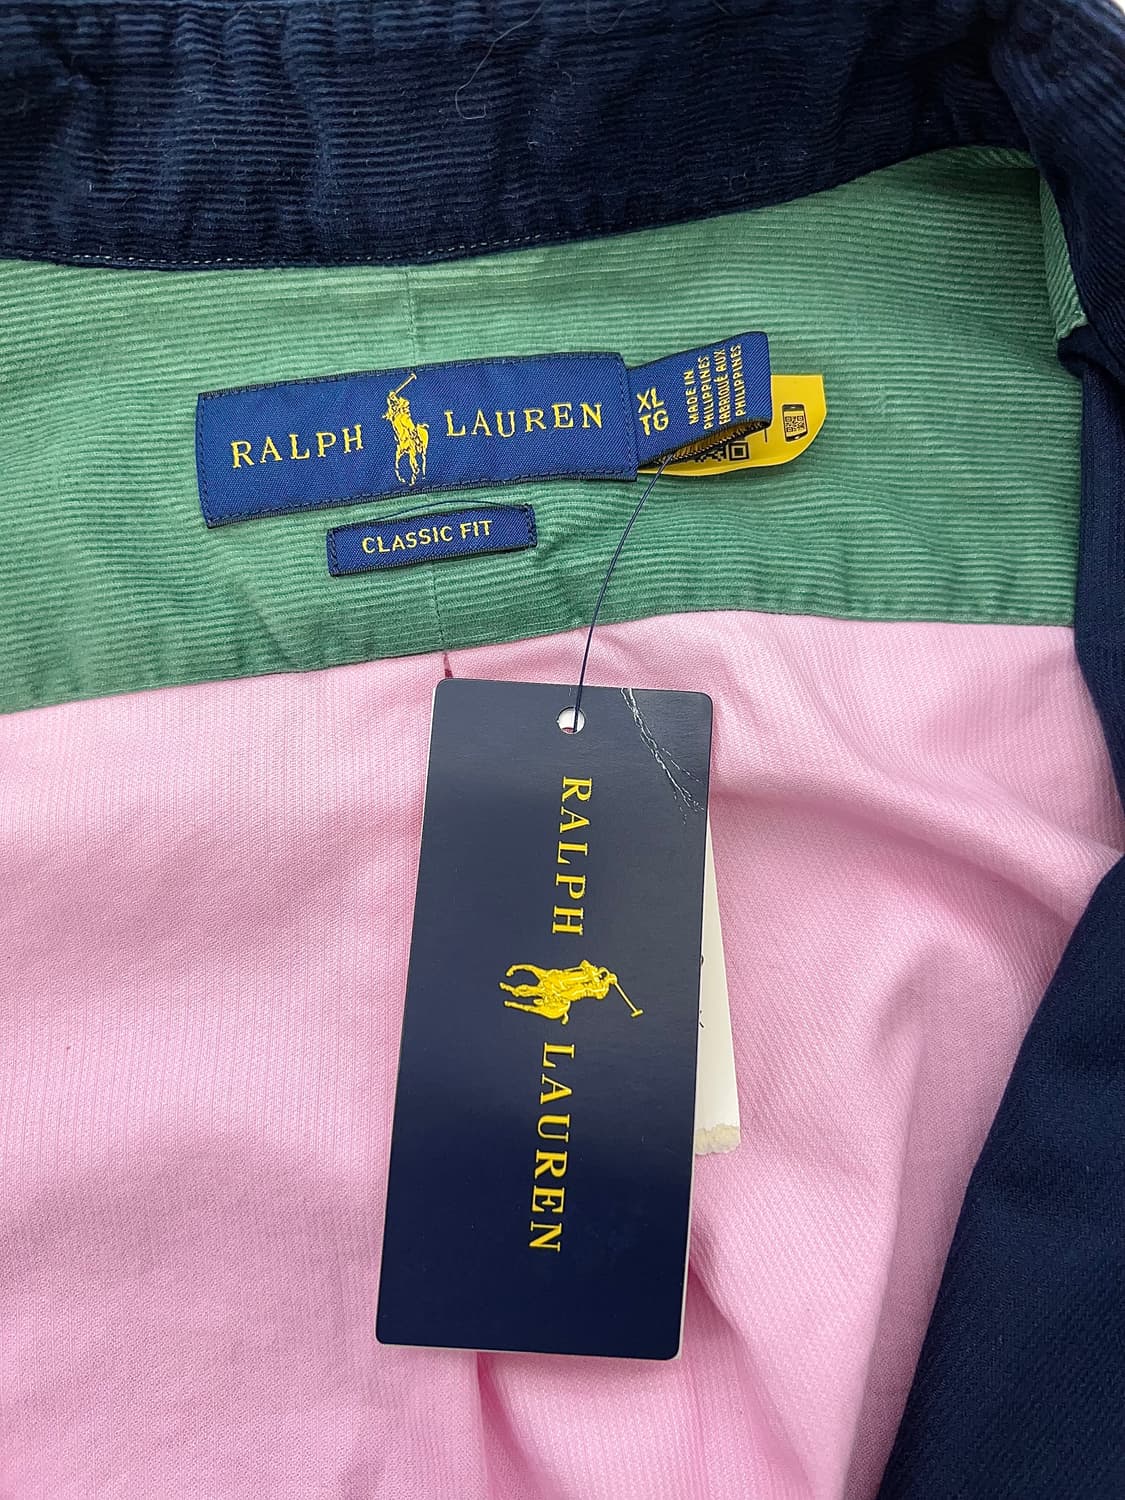 RALPH LAUREN
XL
TG
MADE IN
PHILIPPINES
FABRIQUÉ AUX
PHILIPPINES
CLASSIC FIT
RALPH LAUREN